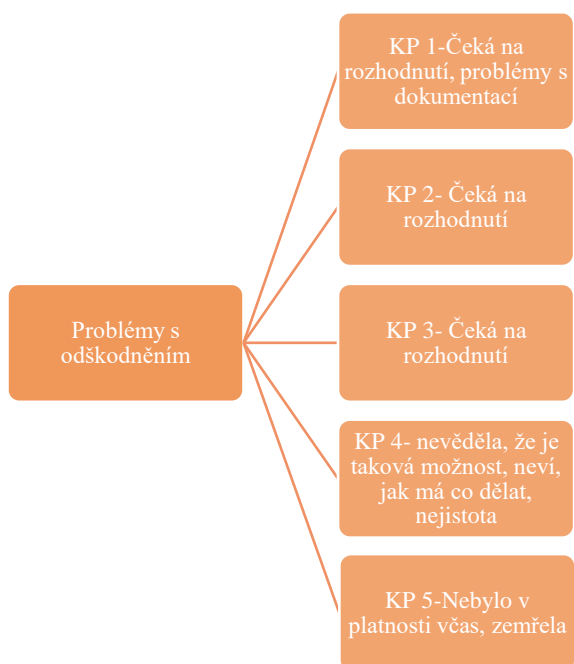 Problémy s
odškodněním
KP 1-Čeká na
rozhodnutí, problémy s
dokumentací
KP 2- Čeká na
rozhodnutí
KP 3- Čeká na
rozhodnutí
KP 4- nevěděla, že je
taková možnost, neví,
jak má co dělat,
nejistota
KP 5-Nebylo v
platnosti včas, zemřela